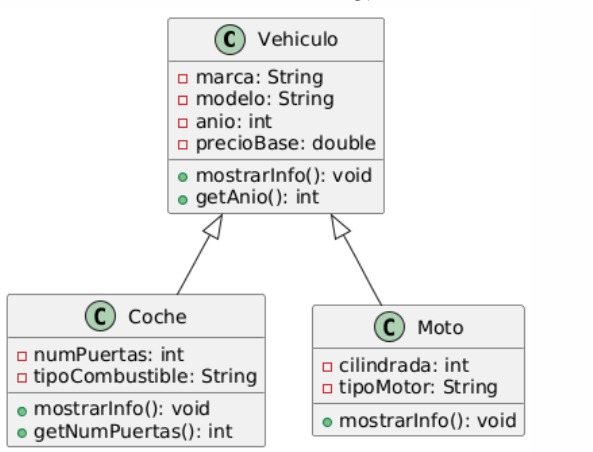 C Vehiculo
marca: String
modelo: String
anio: int
precioBase: double
mostrarInfo(): void
getAnio(): int
C Coche
numPuertas: int
tipoCombustible: String
mostrarInfo(): void
getNumPuertas(): int
C Moto
cilindrada: int
tipoMotor: String
mostrarInfo(): void